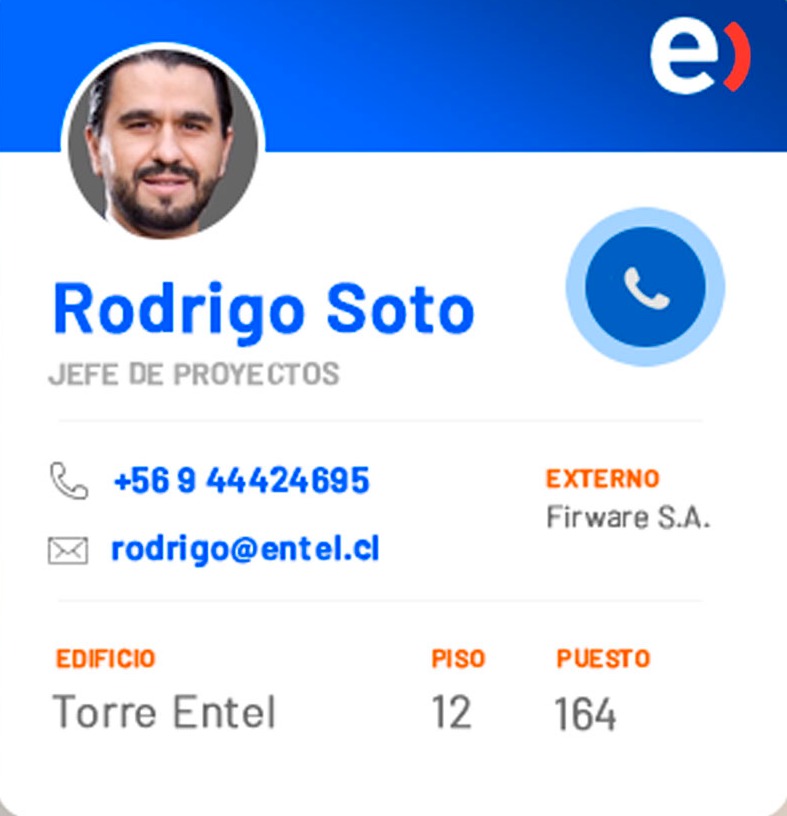 e)
Rodrigo Soto
JEFE DE PROYECTOS
+56 9 44424695
rodrigo@entel.cl
EXTERNO
Firware S.A.
EDIFICIO
Torre Entel
PISO
12
PUESTO
164